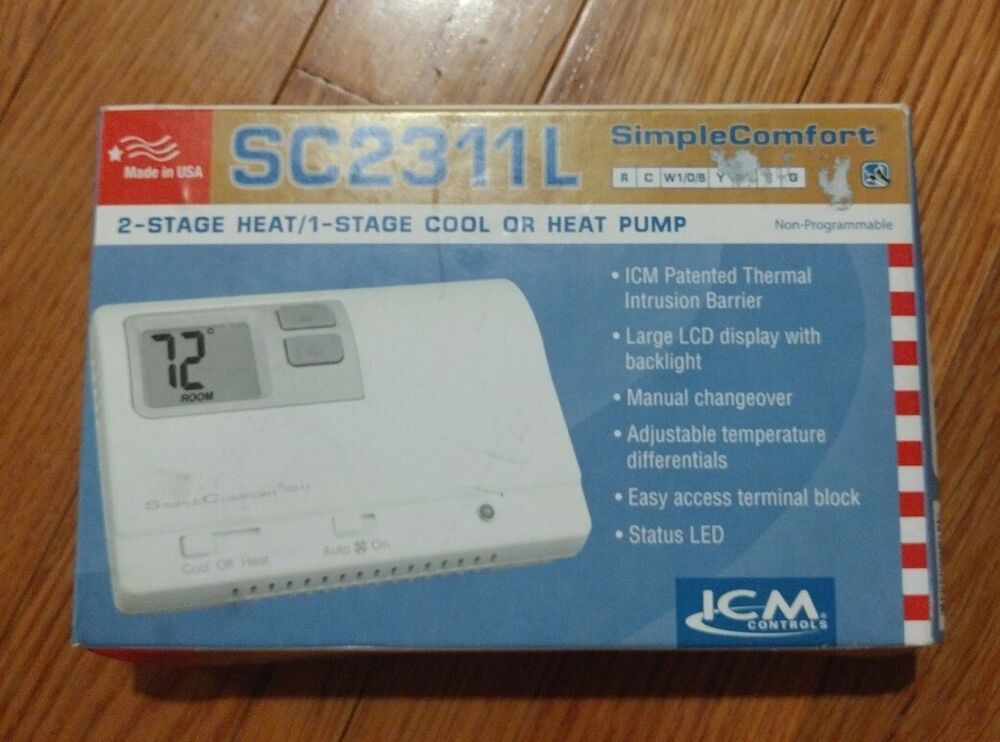 Made in USA
SC2311L
SimpleComfort®
R C W1/O/B Y E G
2-STAGE HEAT/1-STAGE COOL OR HEAT PUMP
Non-Programmable
• ICM Patented Thermal
Intrusion Barrier
• Large LCD display with
backlight
• Manual changeover
• Adjustable temperature
differentials
• Easy access terminal block
• Status LED
72°
ROOM
SimpleComfort®
Cool Off Heat
Auto On
ICM®
CONTROLS